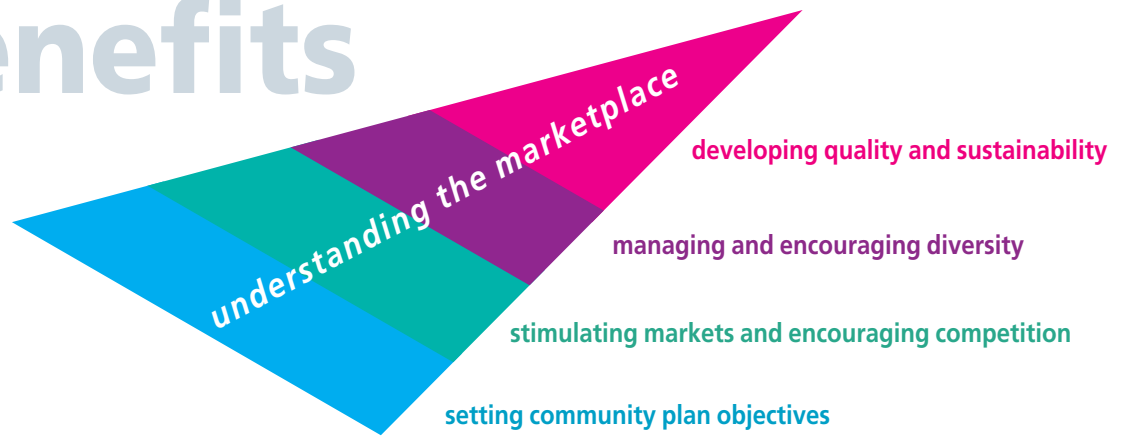 enefits
understanding the marketplace
developing quality and sustainability
managing and encouraging diversity
stimulating markets and encouraging competition
setting community plan objectives